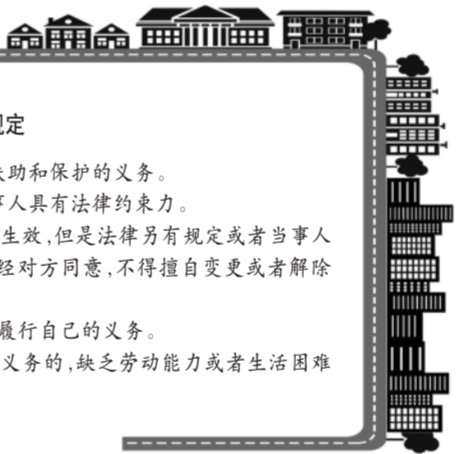 规定
扶助和保护的义务。
事人具有法律约束力。
生效,但是法律另有规定或者当事人
经对方同意,不得擅自变更或者解除
履行自己的义务。
义务的,缺乏劳动能力或者生活困难